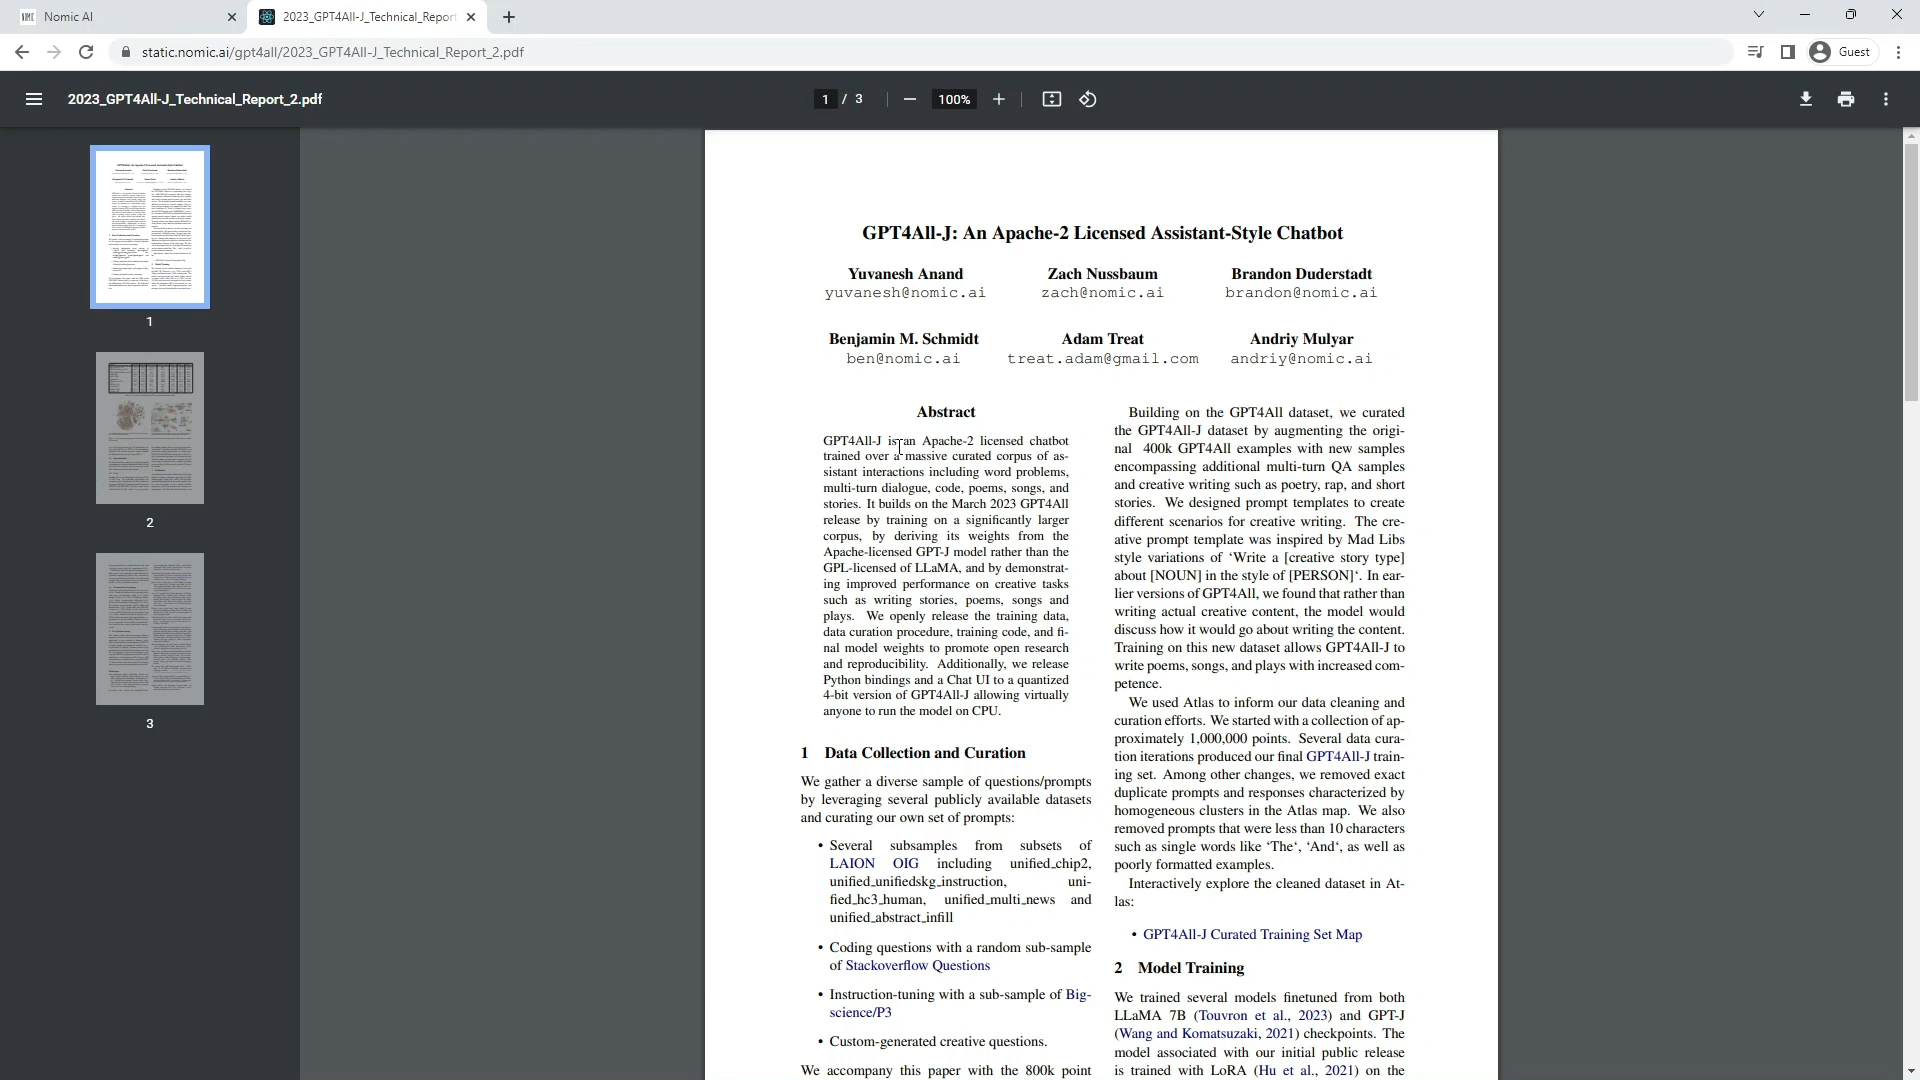 NOMIC Nomic AI
2023_GPT4All-J_Technical_Report
static.nomic.ai/gpt4all/2023_GPT4All-J_Technical_Report_2.pdf
Guest
2023_GPT4All-J_Technical_Report_2.pdf
1 / 3
100%
1
2
3
GPT4All-J: An Apache-2 Licensed Assistant-Style Chatbot
Yuvanesh Anand Zach Nussbaum Brandon Duderstadt
yuvanesh@nomic.ai zach@nomic.ai brandon@nomic.ai
Benjamin M. Schmidt Adam Treat Andriy Mulyar
ben@nomic.ai treat.adam@gmail.com andriy@nomic.ai
Abstract
GPT4All-J is an Apache-2 licensed chatbot
trained over a massive curated corpus of as-
sistant interactions including word problems,
multi-turn dialogue, code, poems, songs, and
stories. It builds on the March 2023 GPT4All
release by training on a significantly larger
corpus, by deriving its weights from the
Apache-licensed GPT-J model rather than the
GPL-licensed of LLaMA, and by demonstrat-
ing improved performance on creative tasks
such as writing stories, poems, songs and
plays. We openly release the training data,
data curation procedure, training code, and fi-
nal model weights to promote open research
and reproducibility. Additionally, we release
Python bindings and a Chat UI to a quantized
4-bit version of GPT4All-J allowing virtually
anyone to run the model on CPU.
1 Data Collection and Curation
We gather a diverse sample of questions/prompts
by leveraging several publicly available datasets
and curating our own set of prompts:
• Several subsamples from subsets of
LAION OIG including unified_chip2,
unified_unifiedskg_instruction, uni-
fied_hc3_human, unified_multi_news and
unified_abstract_infill
• Coding questions with a random sub-sample
of Stackoverflow Questions
• Instruction-tuning with a sub-sample of Big-
science/P3
• Custom-generated creative questions.
We accompany this paper with the 800k point
Building on the GPT4All dataset, we curated
the GPT4All-J dataset by augmenting the origi-
nal 400k GPT4All examples with new samples
encompassing additional multi-turn QA samples
and creative writing such as poetry, rap, and short
stories. We designed prompt templates to create
different scenarios for creative writing. The cre-
ative prompt template was inspired by Mad Libs
style variations of ‘Write a [creative story type]
about [NOUN] in the style of [PERSON]‘. In ear-
lier versions of GPT4All, we found that rather than
writing actual creative content, the model would
discuss how it would go about writing the content.
Training on this new dataset allows GPT4All-J to
write poems, songs, and plays with increased com-
petence.
We used Atlas to inform our data cleaning and
curation efforts. We started with a collection of ap-
proximately 1,000,000 points. Several data cura-
tion iterations produced our final GPT4All-J train-
ing set. Among other changes, we removed exact
duplicate prompts and responses characterized by
homogeneous clusters in the Atlas map. We also
removed prompts that were less than 10 characters
such as single words like ‘The‘, ‘And‘, as well as
poorly formatted examples.
Interactively explore the cleaned dataset in At-
las:
• GPT4All-J Curated Training Set Map
2 Model Training
We trained several models finetuned from both
LLaMA 7B (Touvron et al., 2023) and GPT-J
(Wang and Komatsuzaki, 2021) checkpoints. The
model associated with our initial public release
is trained with LoRA (Hu et al., 2021) on the